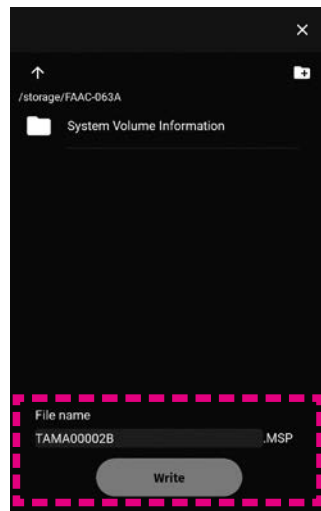 /storage/FAAC-063A
System Volume Information
File name
TAMA00002B .MSP
Write